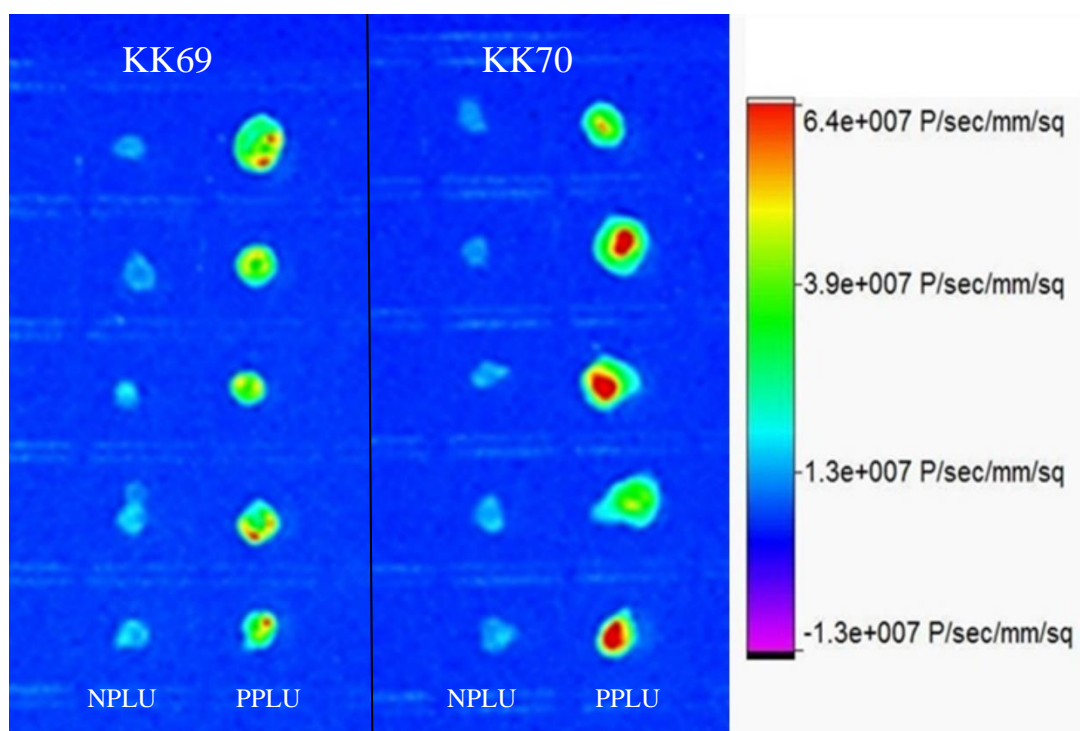 KK69
KK70
6.4e+007 P/sec/mm/sq
3.9e+007 P/sec/mm/sq
1.3e+007 P/sec/mm/sq
-1.3e+007 P/sec/mm/sq
NPLU PPLU NPLU PPLU